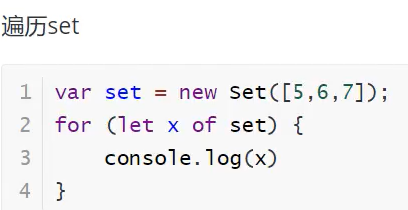 遍历set
1 var set = new Set([5,6,7]);
2 for (let x of set) {
3     console.log(x)
4 }